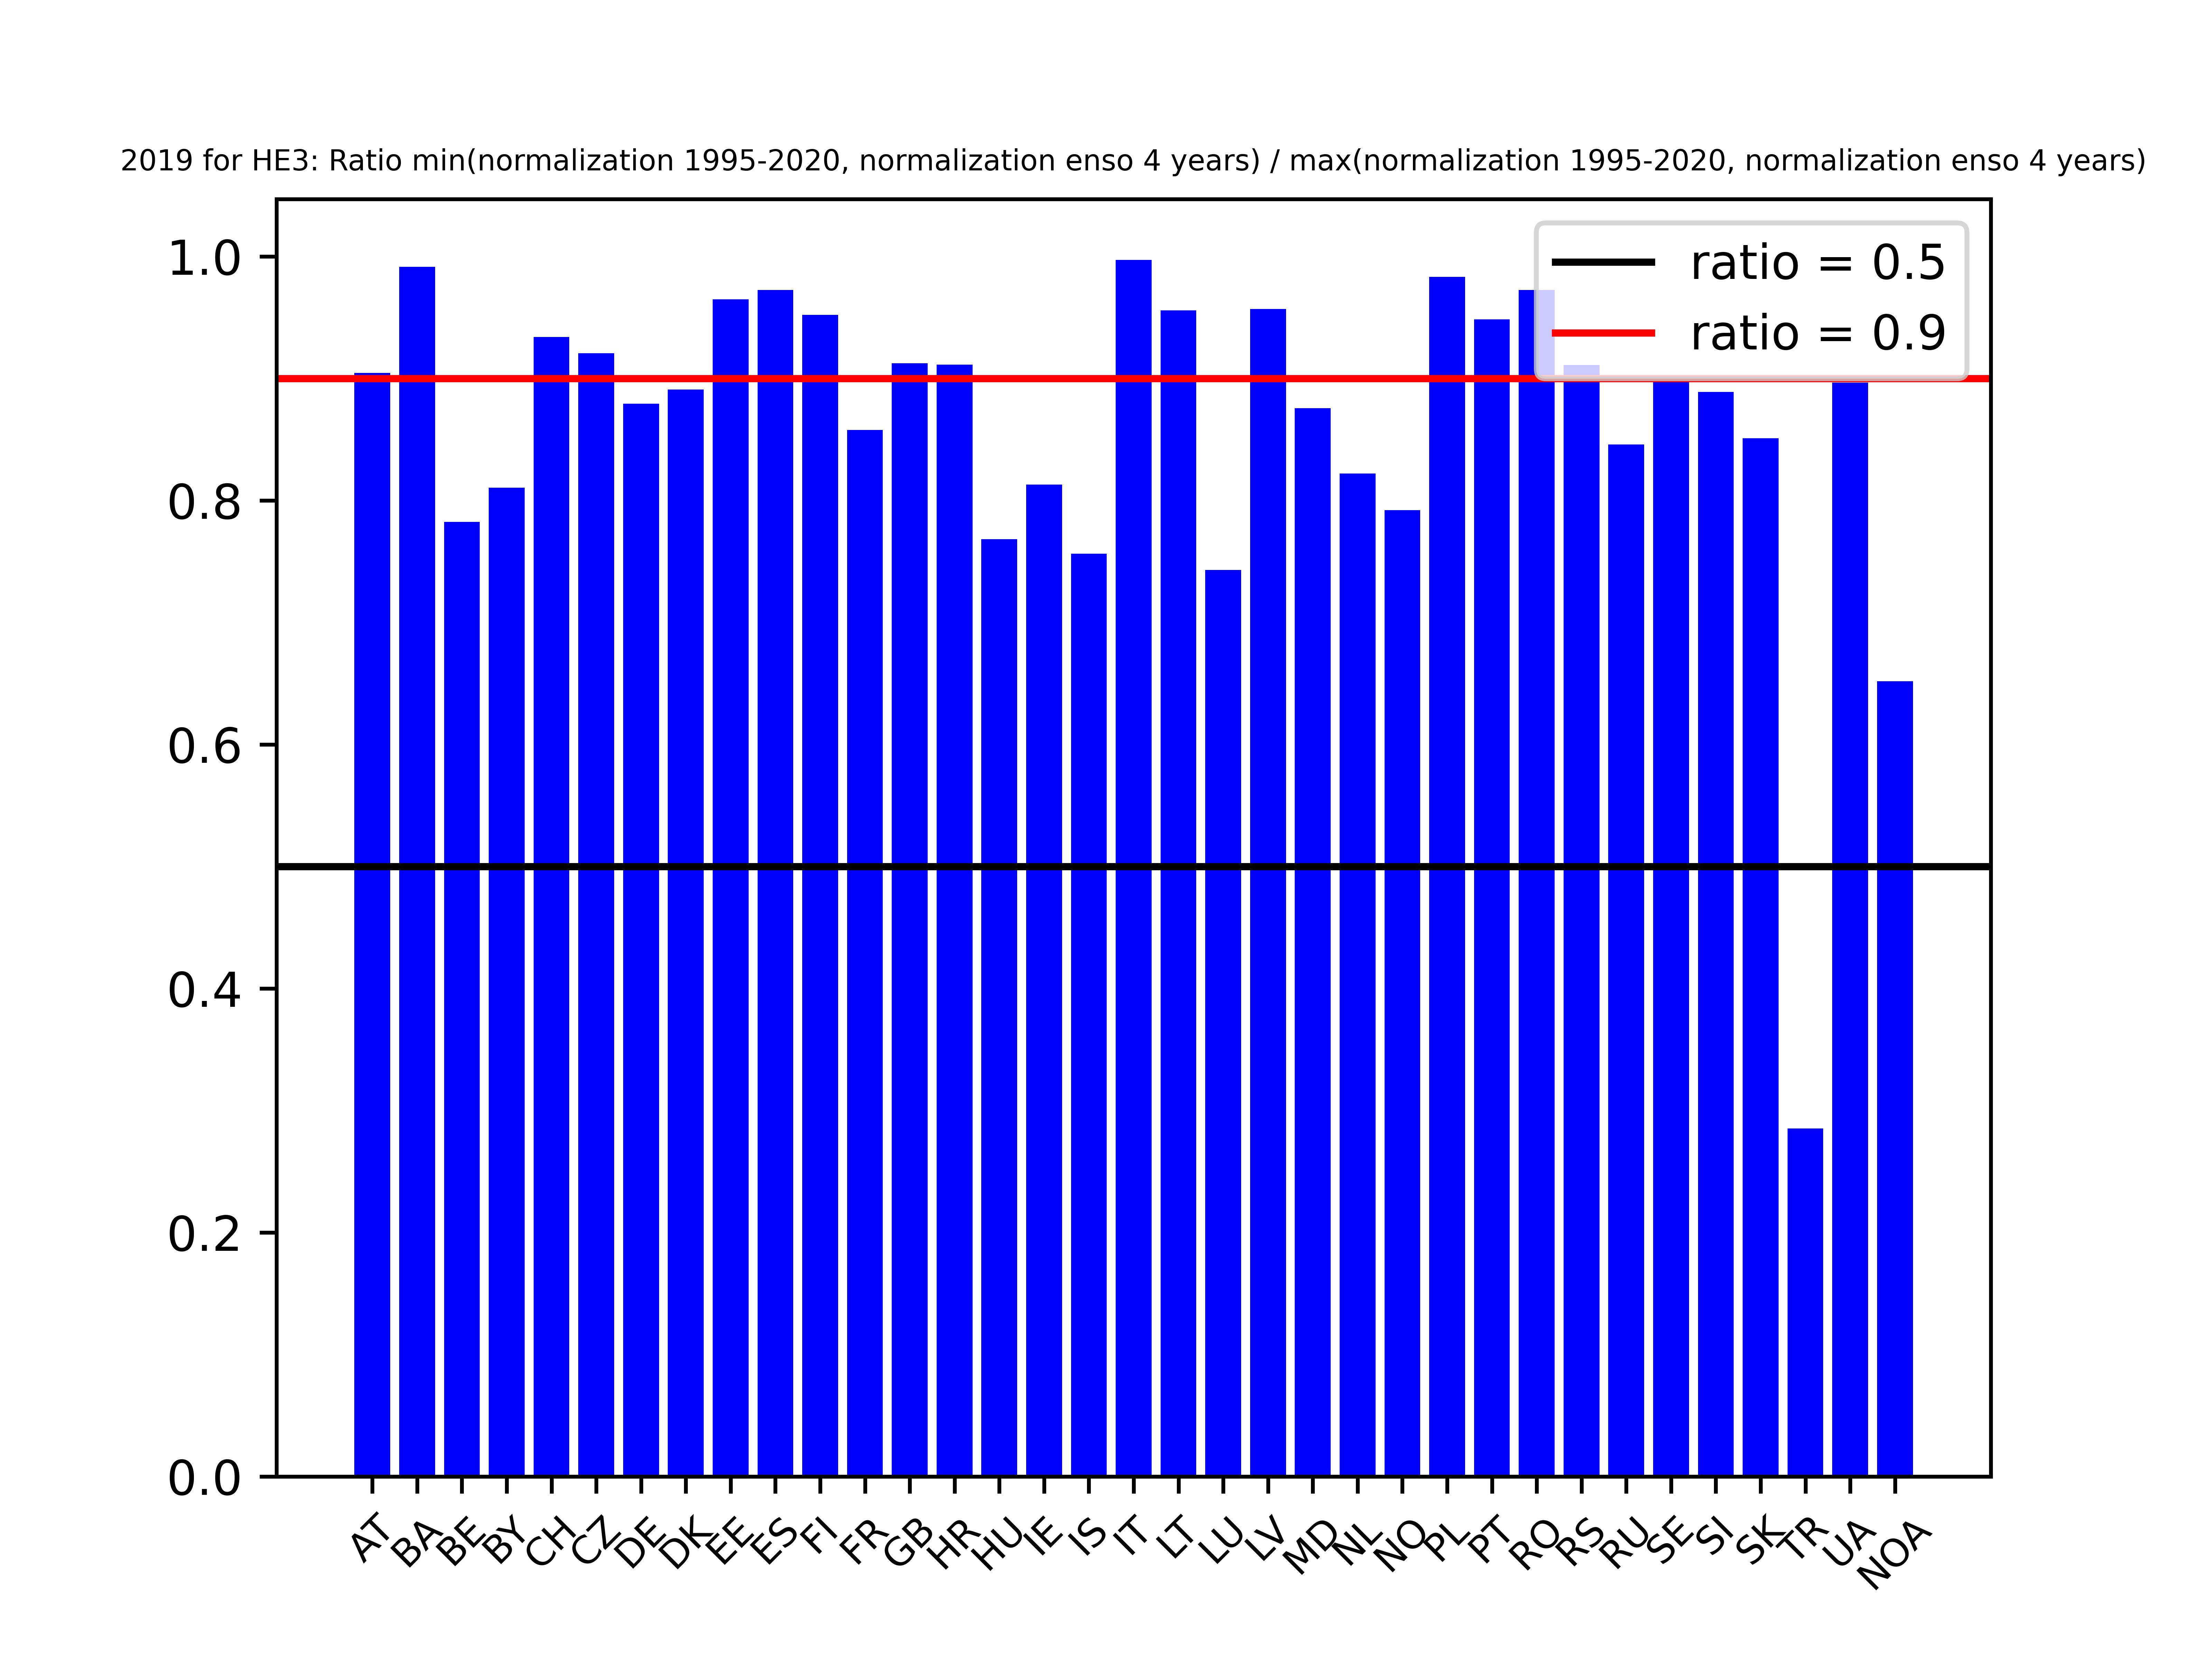 2019 for HE3: Ratio min(normalization 1995-2020, normalization enso 4 years) / max(normalization 1995-2020, normalization enso 4 years)
ratio = 0.5
ratio = 0.9
1.0
0.8
0.6
0.4
0.2
0.0
AT BA BE BY CH CZ DE DK EE ES FI FR GB HR HU IE IS IT LT LU LV MD NL NO PL PT RO RS RU SE SI SK TR UA NOA